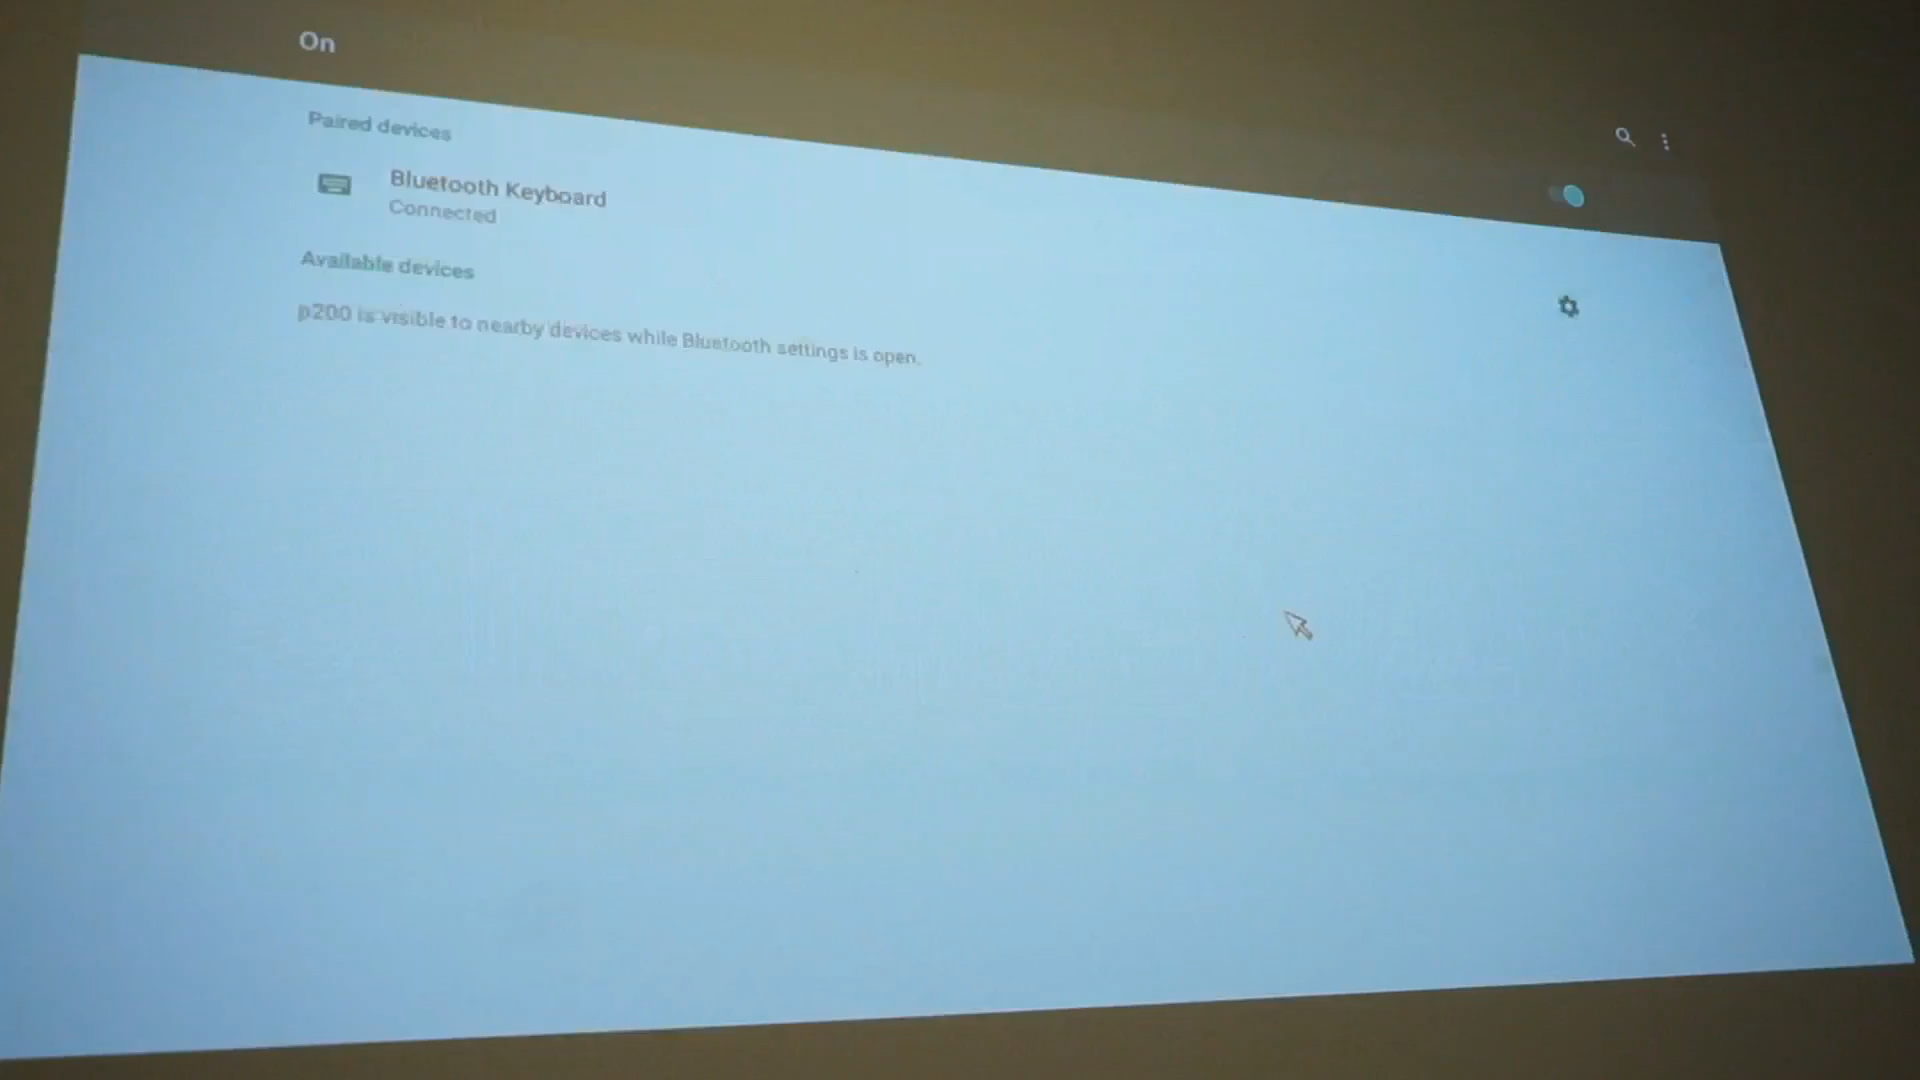 On
Paired devices
Bluetooth Keyboard
Connected
Available devices
p200 is visible to nearby devices while Bluetooth settings is open.